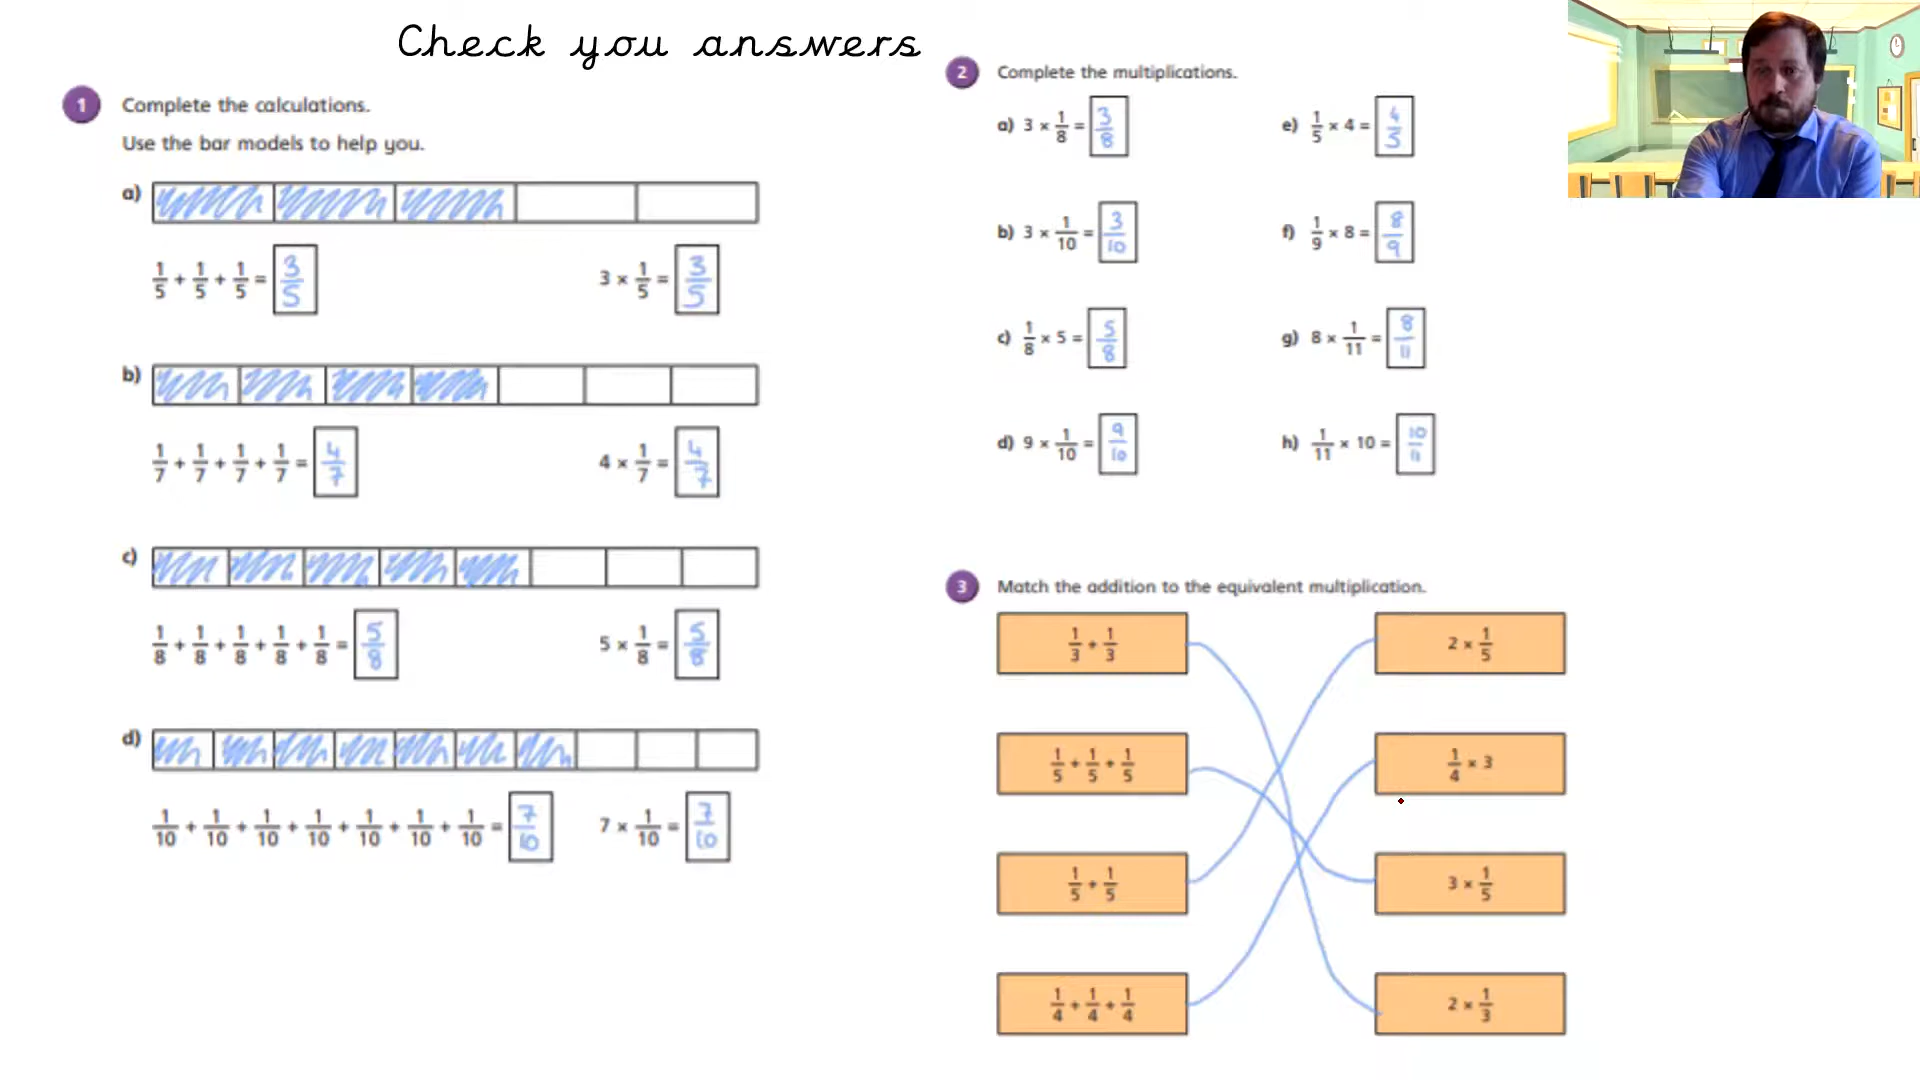 Check you answers
1 Complete the calculations.
Use the bar models to help you.
a)
1/5 + 1/5 + 1/5 = 3/5 3 × 1/5 = 3/5
b)
1/7 + 1/7 + 1/7 + 1/7 = 4/7 4 × 1/7 = 4/7
c)
1/8 + 1/8 + 1/8 + 1/8 + 1/8 = 5/8 5 × 1/8 = 5/8
d)
1/10 + 1/10 + 1/10 + 1/10 + 1/10 + 1/10 + 1/10 = 7/10 7 × 1/10 = 7/10
2 Complete the multiplications.
a) 3 × 1/8 = 3/8 e) 1/5 × 4 = 4/5
b) 3 × 1/10 = 3/10 f) 1/9 × 8 = 8/9
c) 1/8 × 5 = 5/8 g) 8 × 1/11 = 8/11
d) 9 × 1/10 = 9/10 h) 1/11 × 10 = 10/11
3 Match the addition to the equivalent multiplication.
1/3 + 1/3 2 × 1/5
1/5 + 1/5 + 1/5 1/4 × 3
1/5 + 1/5 3 × 1/5
1/4 + 1/4 + 1/4 2 × 1/3